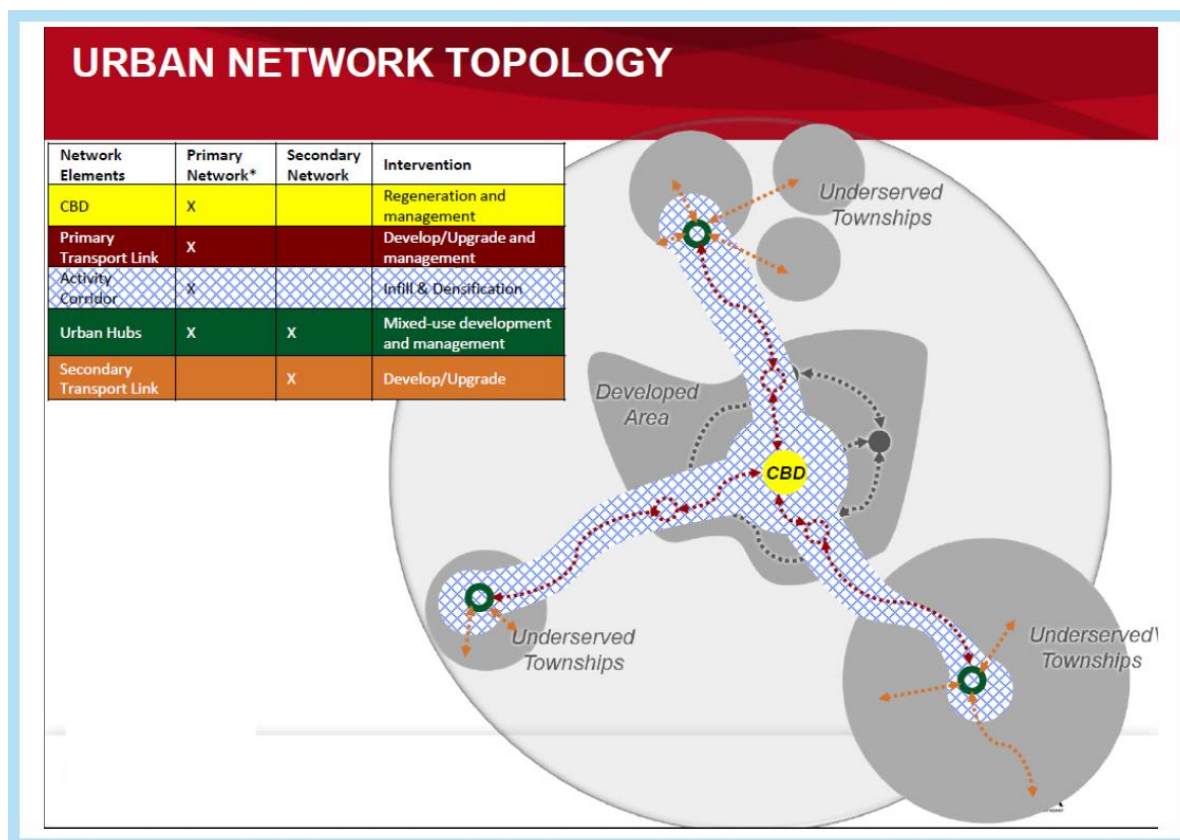 URBAN NETWORK TOPOLOGY
Network Elements
Primary Network*
Secondary Network
Intervention
CBD
X
Regeneration and management
Primary Transport Link
X
Develop/Upgrade and management
Activity Corridor
X
Infill & Densification
Urban Hubs
X
X
Mixed-use development and management
Secondary Transport Link
X
Develop/Upgrade
Underserved
Townships
Developed
Area
CBD
Underserved
Townships
Underserved
Townships